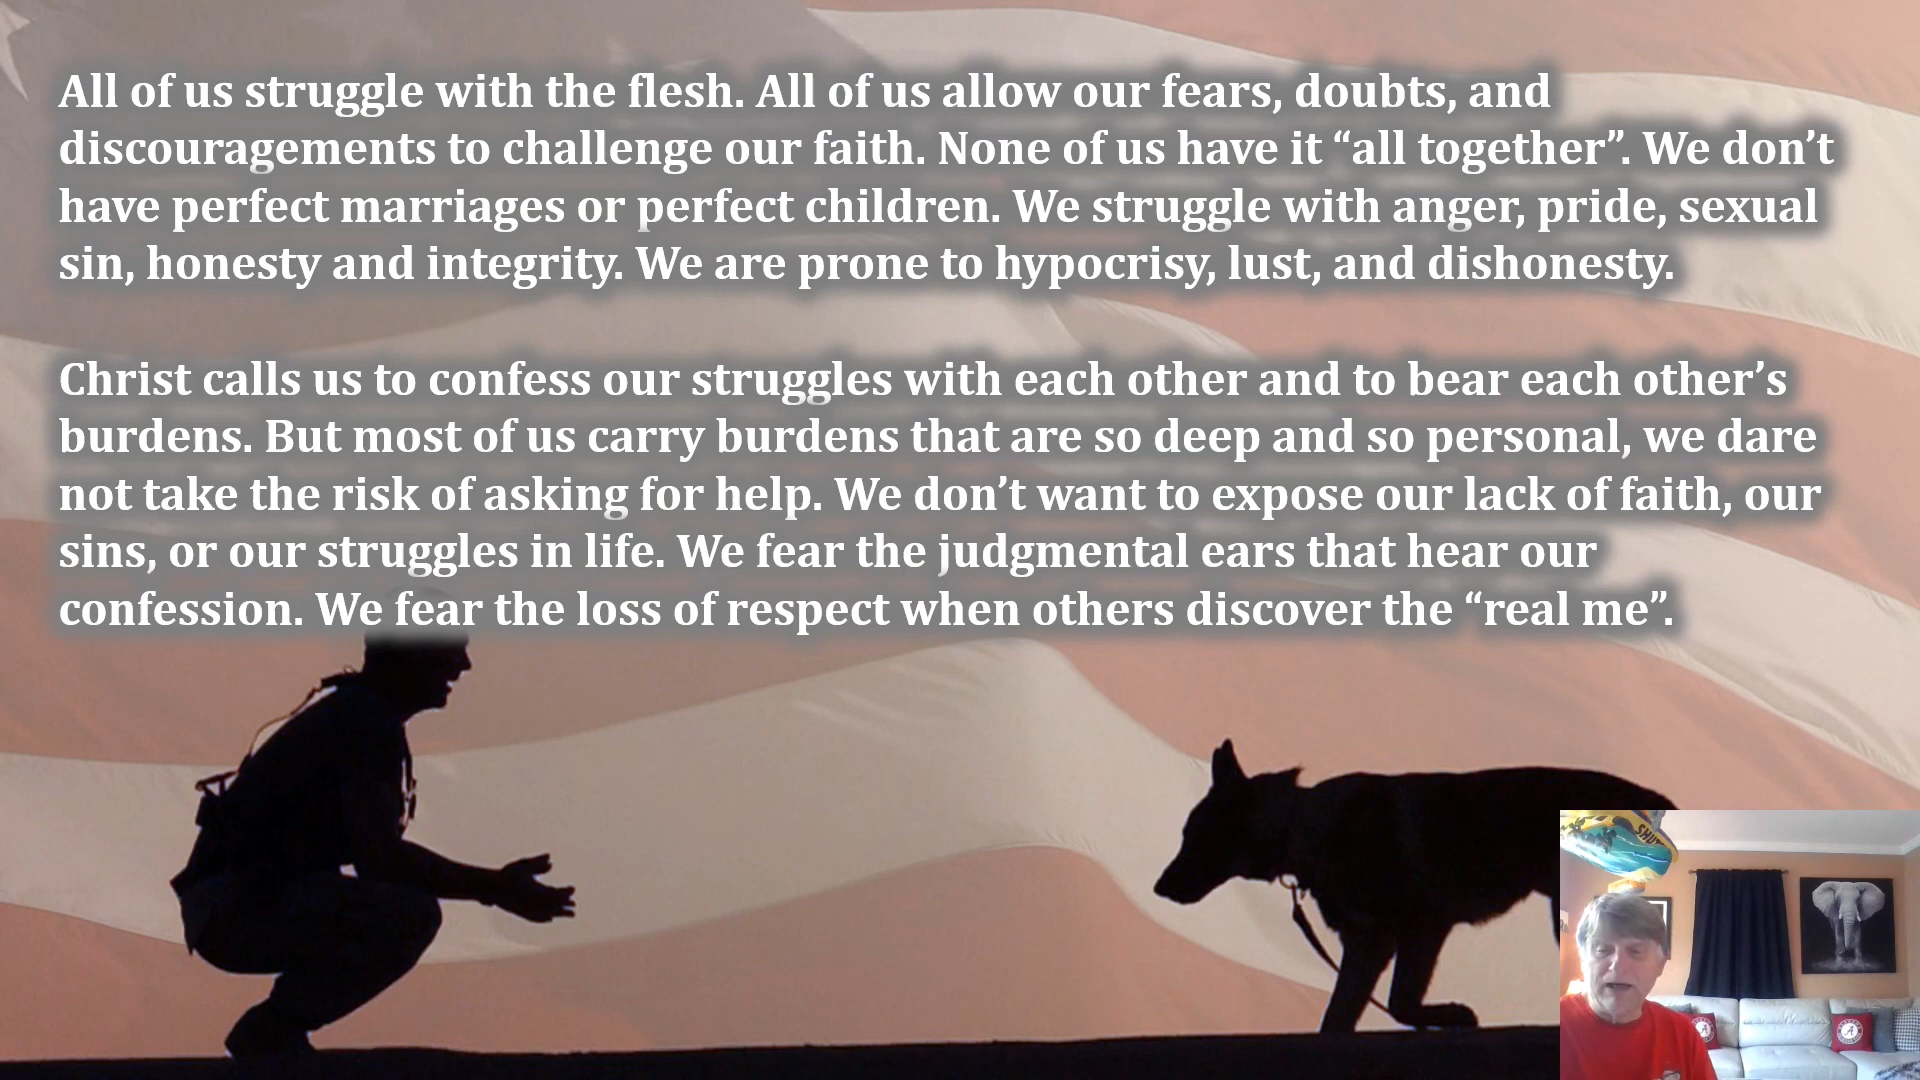 All of us struggle with the flesh. All of us allow our fears, doubts, and
discouragements to challenge our faith. None of us have it “all together”. We don’t
have perfect marriages or perfect children. We struggle with anger, pride, sexual
sin, honesty and integrity. We are prone to hypocrisy, lust, and dishonesty.
Christ calls us to confess our struggles with each other and to bear each other’s
burdens. But most of us carry burdens that are so deep and so personal, we dare
not take the risk of asking for help. We don’t want to expose our lack of faith, our
sins, or our struggles in life. We fear the judgmental ears that hear our
confession. We fear the loss of respect when others discover the “real me”.